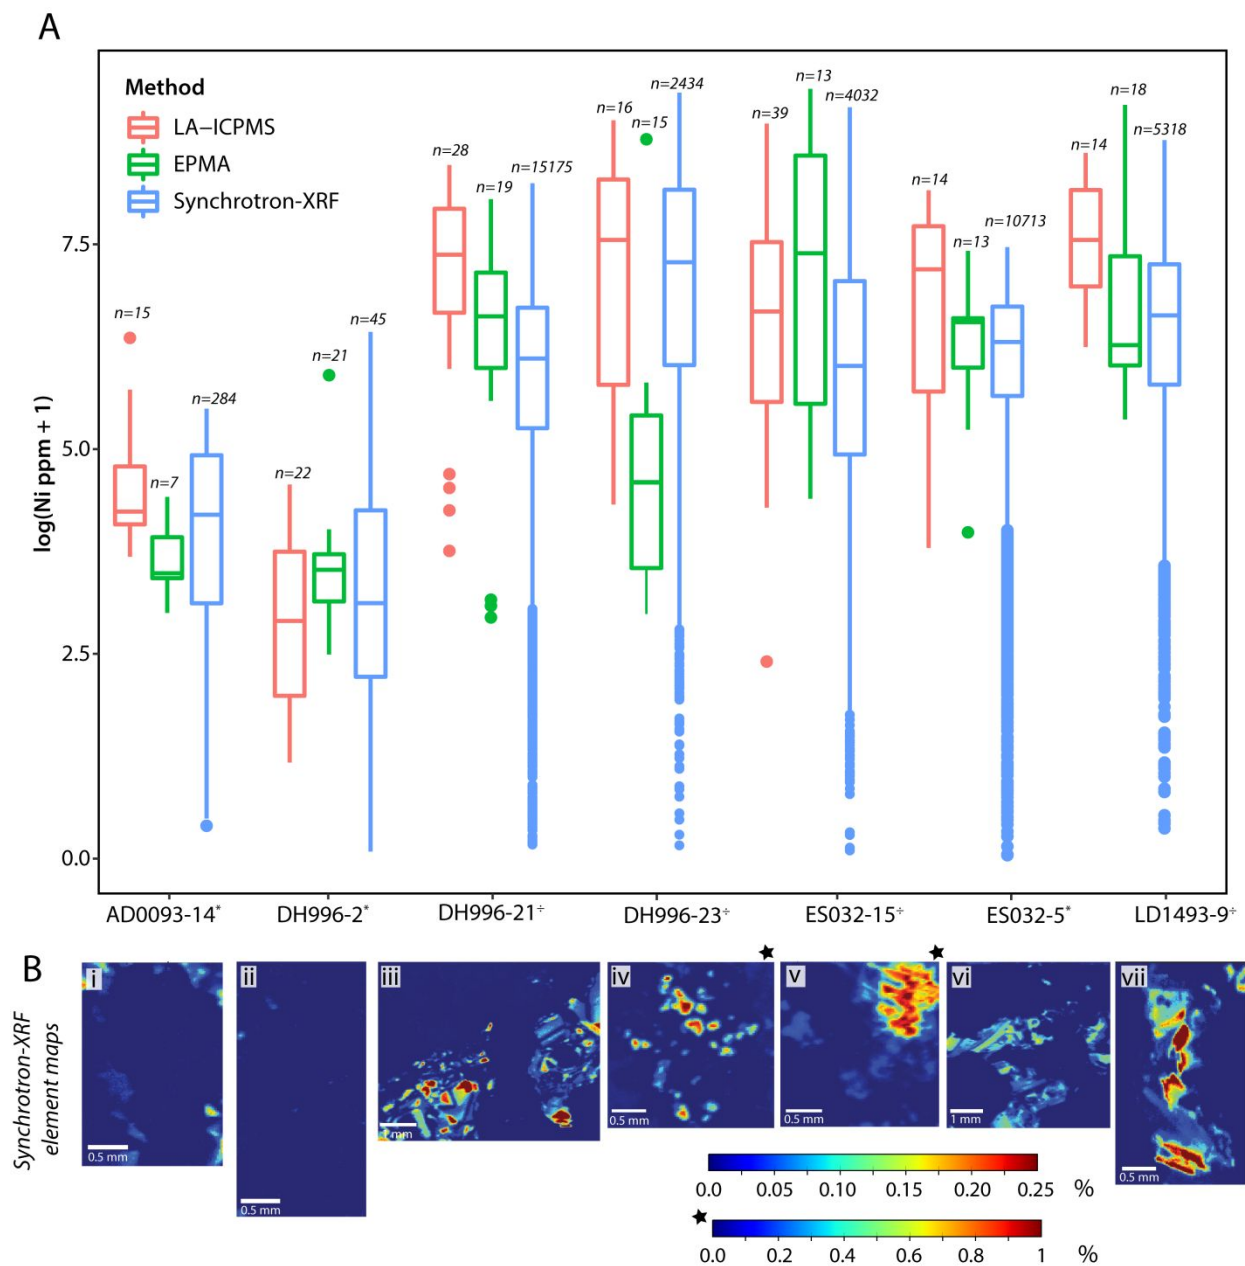 A
Method
LA–ICPMS
EPMA
Synchrotron-XRF
n=15
n=7
n=284
n=22
n=21
n=45
n=28
n=19
n=15175
n=16
n=15
n=2434
n=39
n=13
n=4032
n=14
n=13
n=10713
n=14
n=18
n=5318
log(Ni ppm + 1)
7.5
5.0
2.5
0.0
AD0093-14* DH996-2* DH996-21÷ DH996-23÷ ES032-15÷ ES032-5* LD1493-9÷
B
Synchrotron-XRF
element maps
i ii iii iv v vi vii
0.5 mm
0.5 mm
1 mm
0.5 mm
0.5 mm
1 mm
0.5 mm
0.0 0.05 0.10 0.15 0.20 0.25 %
0.0 0.2 0.4 0.6 0.8 1 %